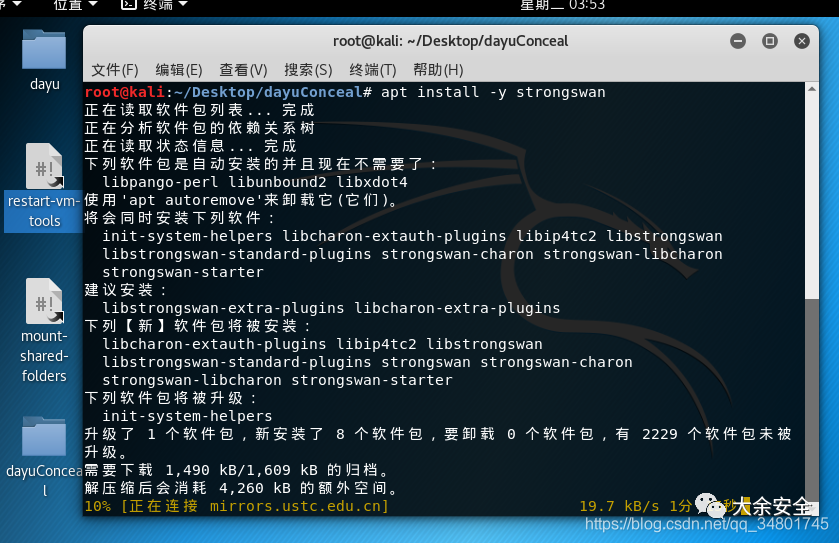 位置 终端 星期二 03:53
root@kali: ~/Desktop/dayuConceal
文件(F) 编辑(E) 查看(V) 搜索(S) 终端(T) 帮助(H)
dayu
restart-vm-
tools
mount-
shared-
folders
dayuConcea
l
root@kali:~/Desktop/dayuConceal# apt install -y strongswan
正在读取软件包列表... 完成
正在分析软件包的依赖关系树
正在读取状态信息... 完成
下列软件包是自动安装的并且现在不需要了：
libpango-perl libunbound2 libxdot4
使用'apt autoremove'来卸载它(它们)。
将会同时安装下列软件：
init-system-helpers libcharon-extauth-plugins libip4tc2 libstrongswan
libstrongswan-standard-plugins strongswan-charon strongswan-libcharon
strongswan-starter
建议安装：
libstrongswan-extra-plugins libcharon-extra-plugins
下列【新】软件包将被安装：
libcharon-extauth-plugins libip4tc2 libstrongswan
libstrongswan-standard-plugins strongswan strongswan-charon
strongswan-libcharon strongswan-starter
下列软件包将被升级：
init-system-helpers
升级了 1 个软件包，新安装了 8 个软件包，要卸载 0 个软件包，有 2229 个软件包未被
升级。
需要下载 1,490 kB/1,609 kB 的归档。
解压缩后会消耗 4,260 kB 的额外空间。
10% [正在连接 mirrors.ustc.edu.cn] 19.7 kB/s 1分 秒
大余安全
https://blog.csdn.net/qq_34801745